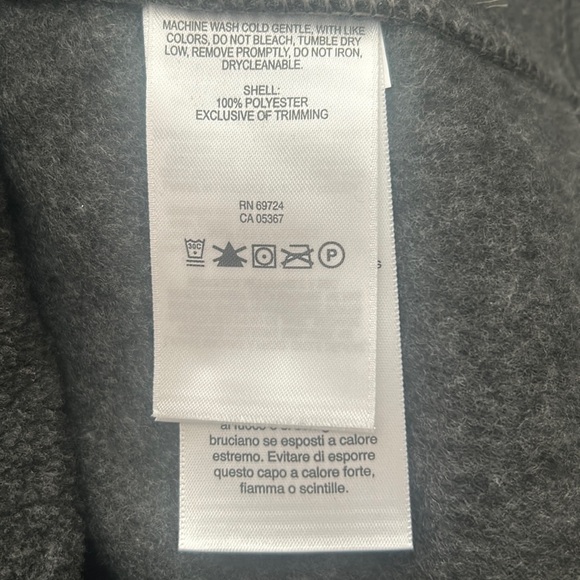 MACHINE WASH COLD GENTLE, WITH LIKE
COLORS, DO NOT BLEACH, TUMBLE DRY
LOW, REMOVE PROMPTLY, DO NOT IRON,
DRYCLEANABLE.
SHELL:
100% POLYESTER
EXCLUSIVE OF TRIMMING
RN 69724
CA 05367
30C
P
s
bruciano se esposti a calore
estremo. Evitare di esporre
questo capo a calore forte,
fiamma o scintille.